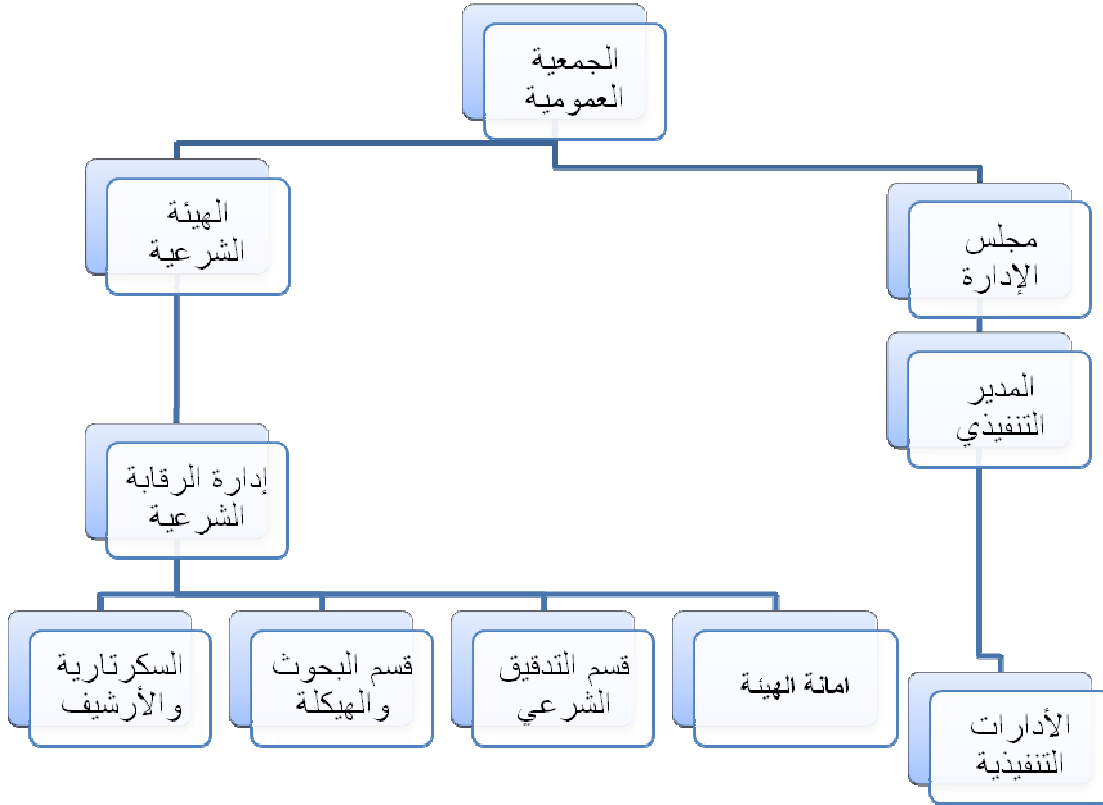 الجمعية
العمومية
الهيئة
الشرعية
مجلس
الإدارة
المدير
التنفيذي
إدارة الرقابة
الشرعية
امانة الهيئة
قسم التدقيق
الشرعي
قسم البحوث
والهيكلة
السكرتارية
والأرشيف
الأدارات
التنفيذية